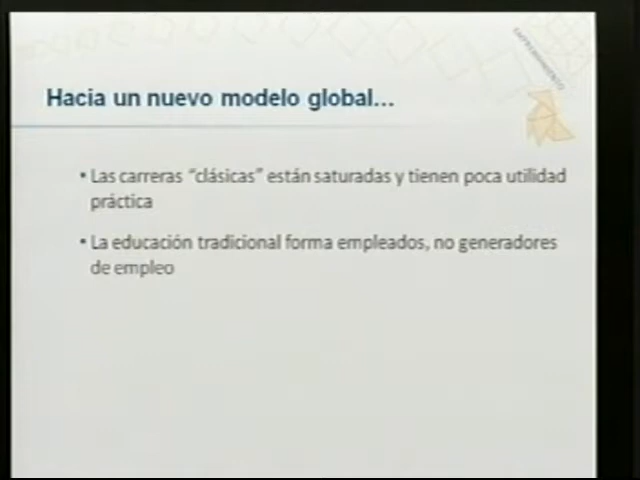 EMPRENDIMIENTO
Hacia un nuevo modelo global...
• Las carreras “clásicas” están saturadas y tienen poca utilidad
práctica
• La educación tradicional forma empleados, no generadores
de empleo